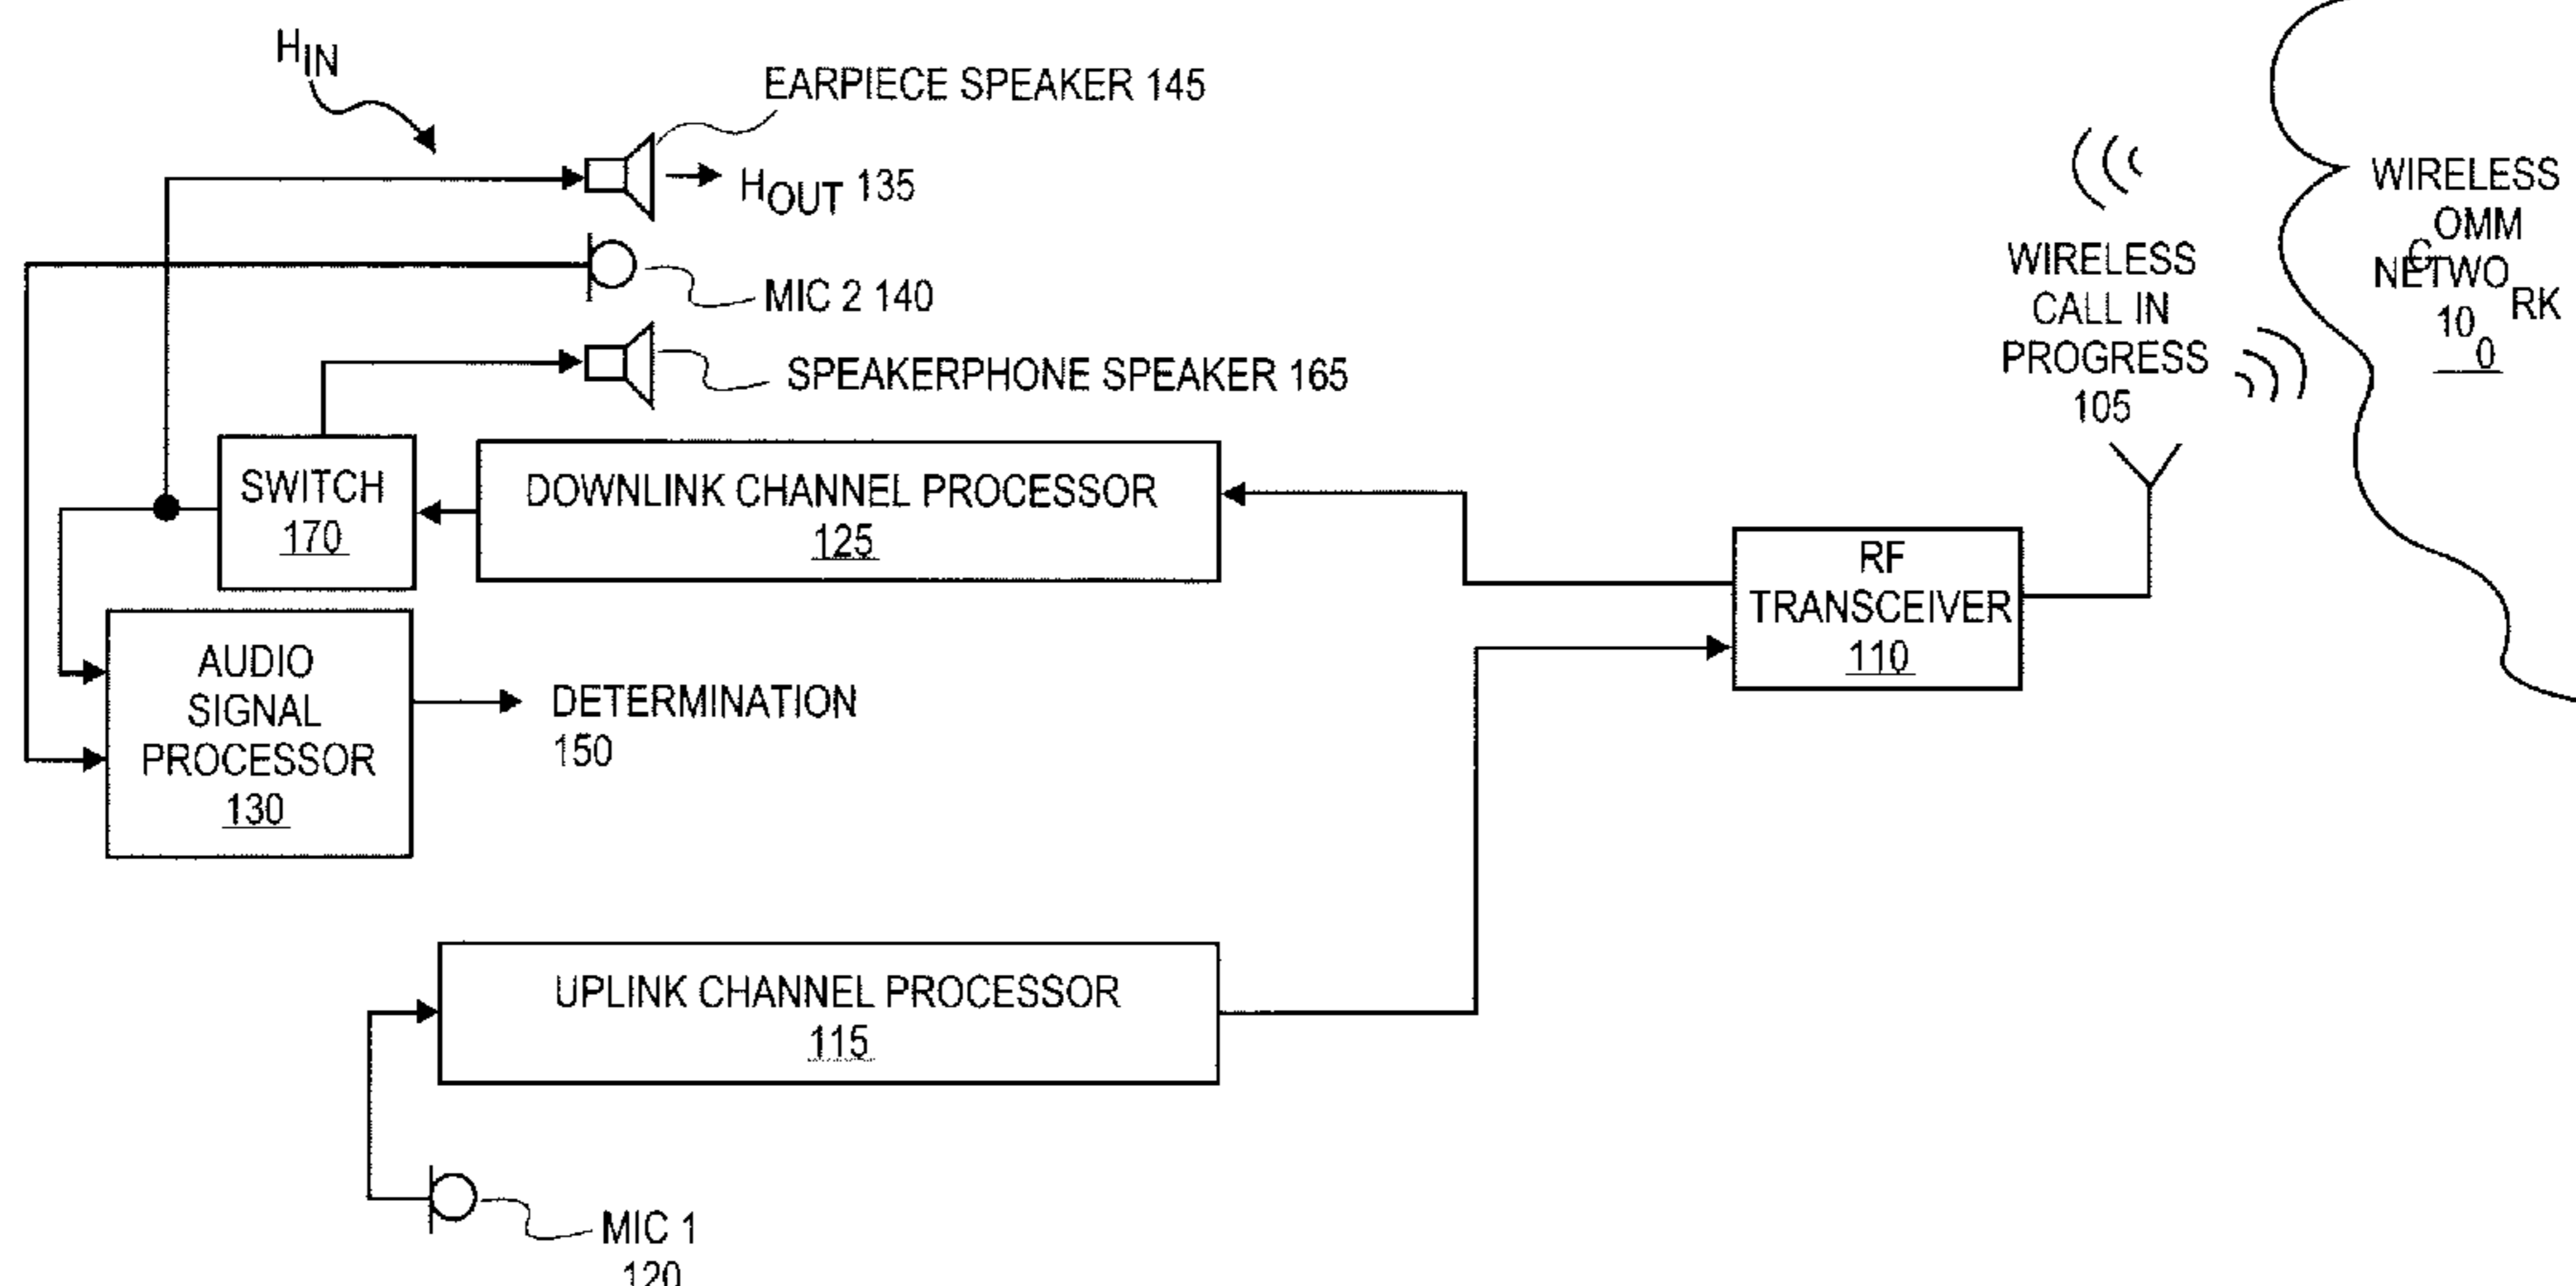 HIN
EARPIECE SPEAKER 145
HOUT 135
MIC 2 140
SPEAKERPHONE SPEAKER 165
WIRELESS
CALL IN
PROGRESS
105
WIRELESS
COMM
NETWORK
100
SWITCH
170
DOWNLINK CHANNEL PROCESSOR
125
RF
TRANSCEIVER
110
AUDIO
SIGNAL
PROCESSOR
130
DETERMINATION
150
UPLINK CHANNEL PROCESSOR
115
MIC 1
120